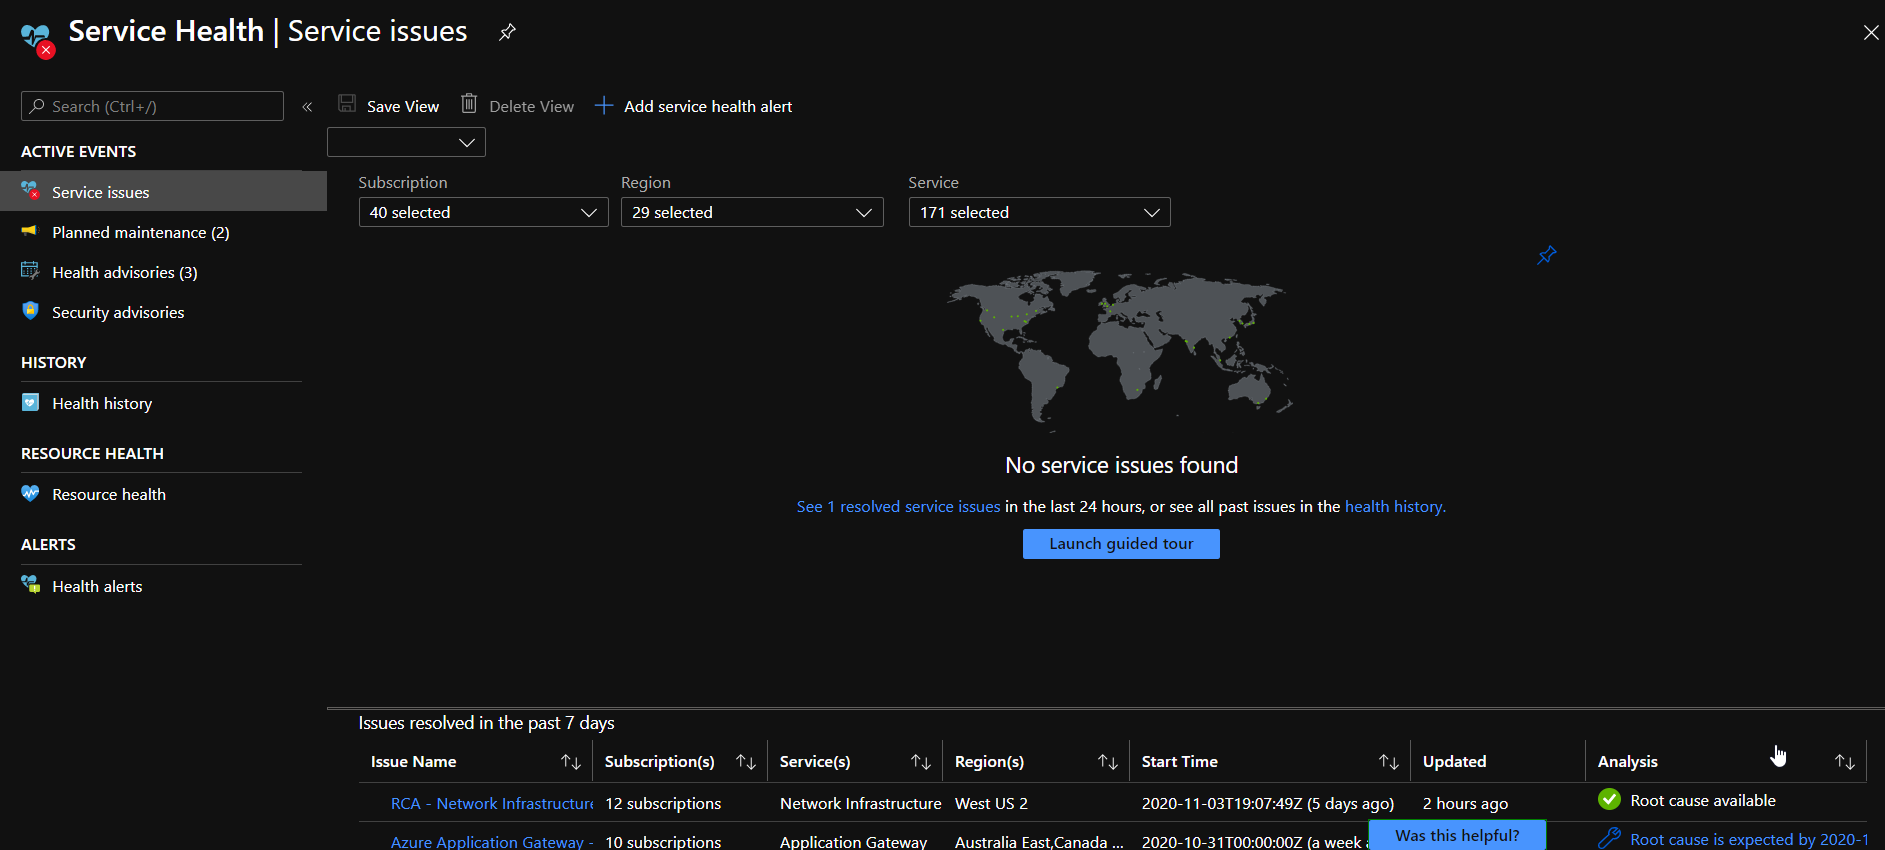 Service Health | Service issues
Search (Ctrl+/)
«
Save View
Delete View
Add service health alert
ACTIVE EVENTS
Service issues
Planned maintenance (2)
Health advisories (3)
Security advisories
HISTORY
Health history
RESOURCE HEALTH
Resource health
ALERTS
Health alerts
Subscription Region Service
40 selected 29 selected 171 selected
No service issues found
See 1 resolved service issues in the last 24 hours, or see all past issues in the health history.
Launch guided tour
Issues resolved in the past 7 days
Issue Name Subscription(s) Service(s) Region(s) Start Time Updated Analysis
RCA - Network Infrastructure 12 subscriptions Network Infrastructure West US 2 2020-11-03T19:07:49Z (5 days ago) 2 hours ago Root cause available
Azure Application Gateway - 10 subscriptions Application Gateway Australia East,Canada ... 2020-10-31T00:00:00Z (a week Root cause is expected by 2020-1
Was this helpful?